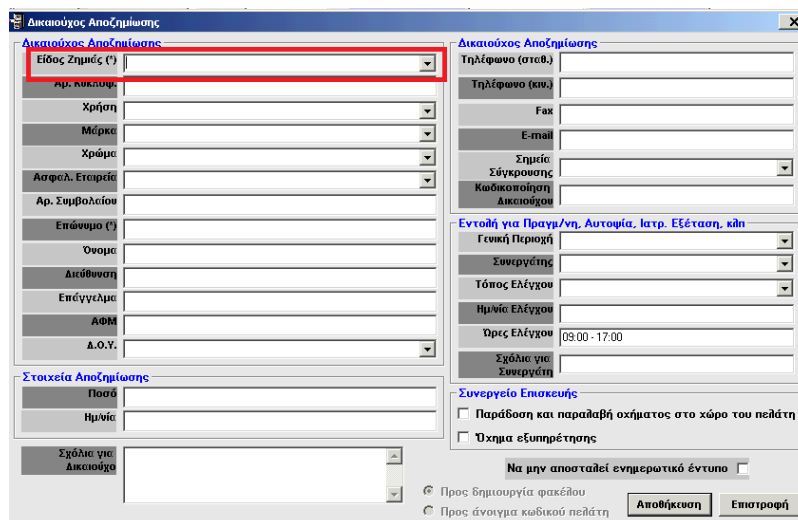 Δικαιούχος Αποζημίωσης
Δικαιούχος Αποζημίωσης
Είδος Ζημιάς (*)
Αρ. Κυκλοφ.
Χρήση
Μάρκα
Χρώμα
Ασφαλ. Εταιρεία
Αρ. Συμβολαίου
Επώνυμο (*)
Όνομα
Διεύθυνση
Επάγγελμα
ΑΦΜ
Δ.Ο.Υ.
Στοιχεία Αποζημίωσης
Ποσό
Ημ/νία
Σχόλια για
Δικαιούχο
Δικαιούχος Αποζημίωσης
Τηλέφωνο (σταθ.)
Τηλέφωνο (κιν.)
Fax
E-mail
Σημεία
Σύγκρουσης
Κωδικοποίηση
Δικαιούχου
Εντολή για Πραγμ/νη, Αυτοψία, Ιατρ. Εξέταση, κλπ
Γενική Περιοχή
Συνεργάτης
Τόπος Ελέγχου
Ημ/νία Ελέγχου
Ώρες Ελέγχου 09:00 - 17:00
Σχόλια για
Συνεργάτη
Συνεργείο Επισκευής
Παράδοση και παραλαβή οχήματος στο χώρο του πελάτη
Όχημα εξυπηρέτησης
Να μην αποσταλεί ενημερωτικό έντυπο
Προς δημιουργία φακέλου
Προς άνοιγμα κωδικού πελάτη
Αποθήκευση
Επιστροφή